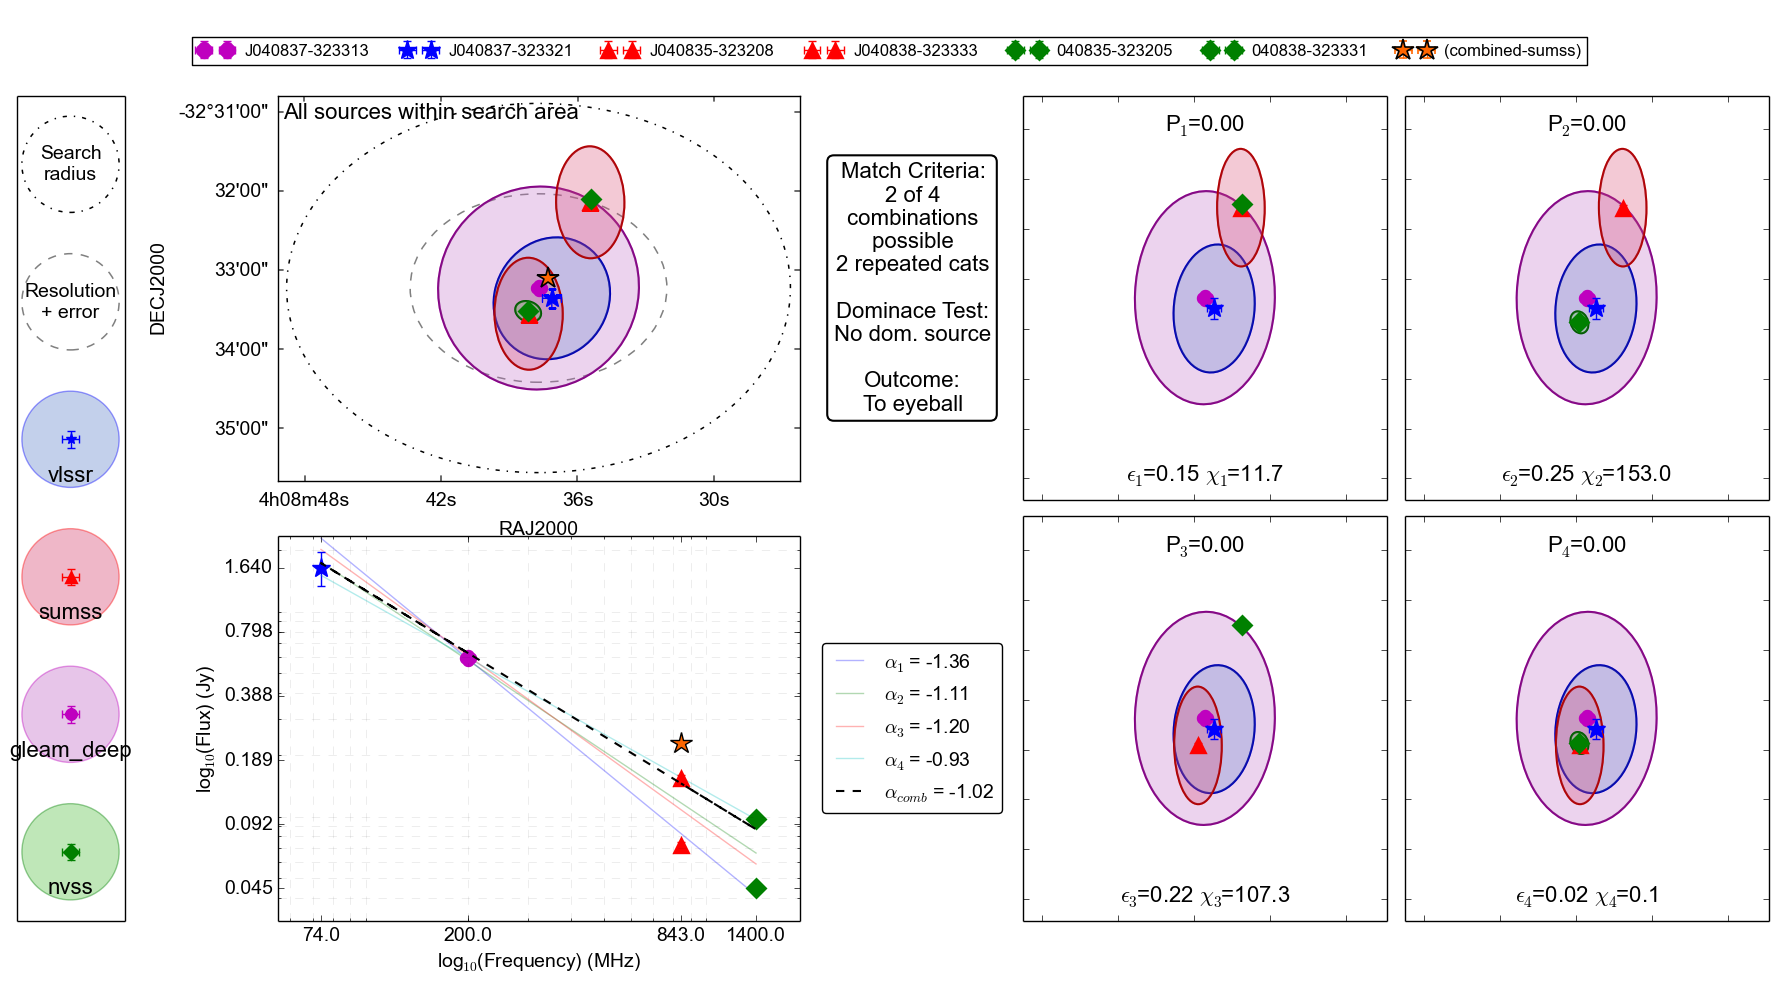 J040837-323313 J040837-323321 J040835-323208 J040838-323333 040835-323205 040838-323331 (combined-sumss)
Search
radius
Resolution
+ error
vlssr
sumss
gleam_deep
nvss
All sources within search area
-32°31'00"
32'00"
33'00"
34'00"
35'00"
DECJ2000
4h08m48s 42s 36s 30s
RAJ2000
Match Criteria:
2 of 4
combinations
possible
2 repeated cats
Dominace Test:
No dom. source
Outcome:
To eyeball
P1=0.00
ϵ1=0.15 χ1=11.7
P2=0.00
ϵ2=0.25 χ2=153.0
1.640
0.798
0.388
0.189
0.092
0.045
log10(Flux) (Jy)
74.0 200.0 843.0 1400.0
log10(Frequency) (MHz)
α1 = -1.36
α2 = -1.11
α3 = -1.20
α4 = -0.93
αcomb = -1.02
P3=0.00
ϵ3=0.22 χ3=107.3
P4=0.00
ϵ4=0.02 χ4=0.1